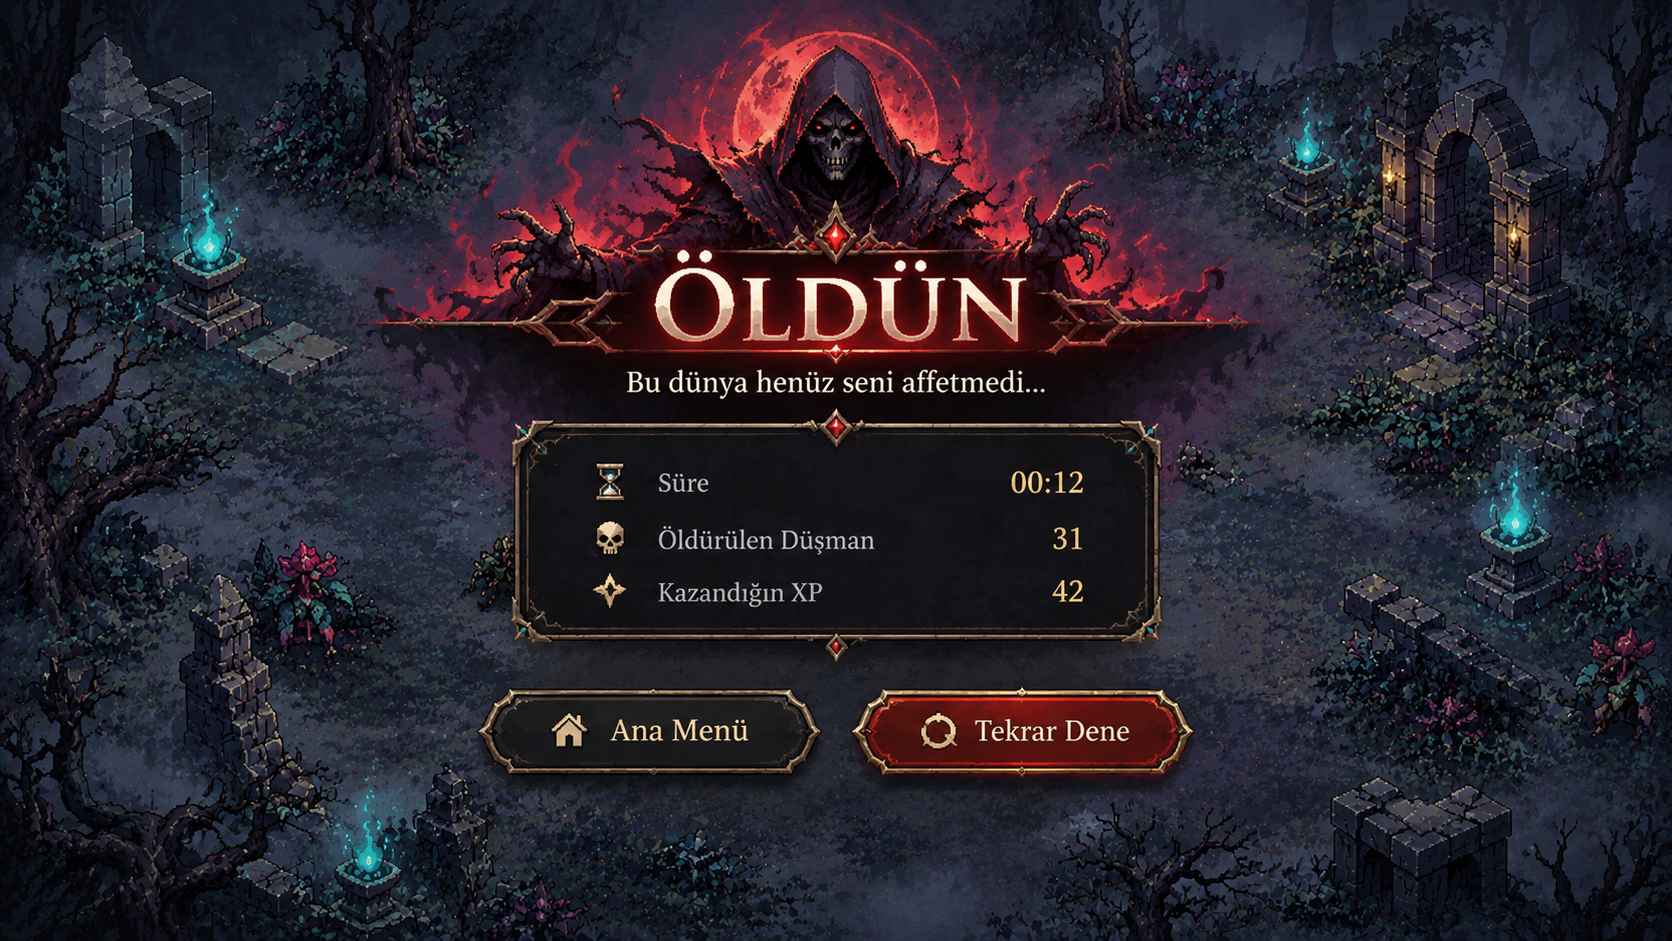 ÖLDÜN
Bu dünya henüz seni affetmedi...
Süre 00:12
Öldürülen Düşman 31
Kazandığın XP 42
Ana Menü
Tekrar Dene